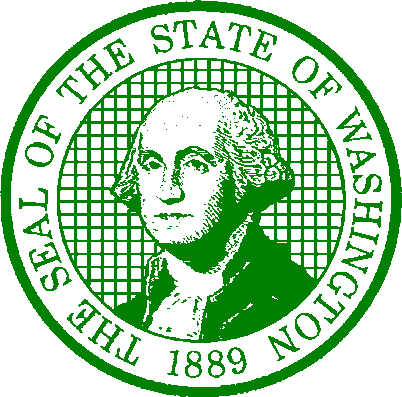 THE SEAL OF THE STATE OF WASHINGTON
1889